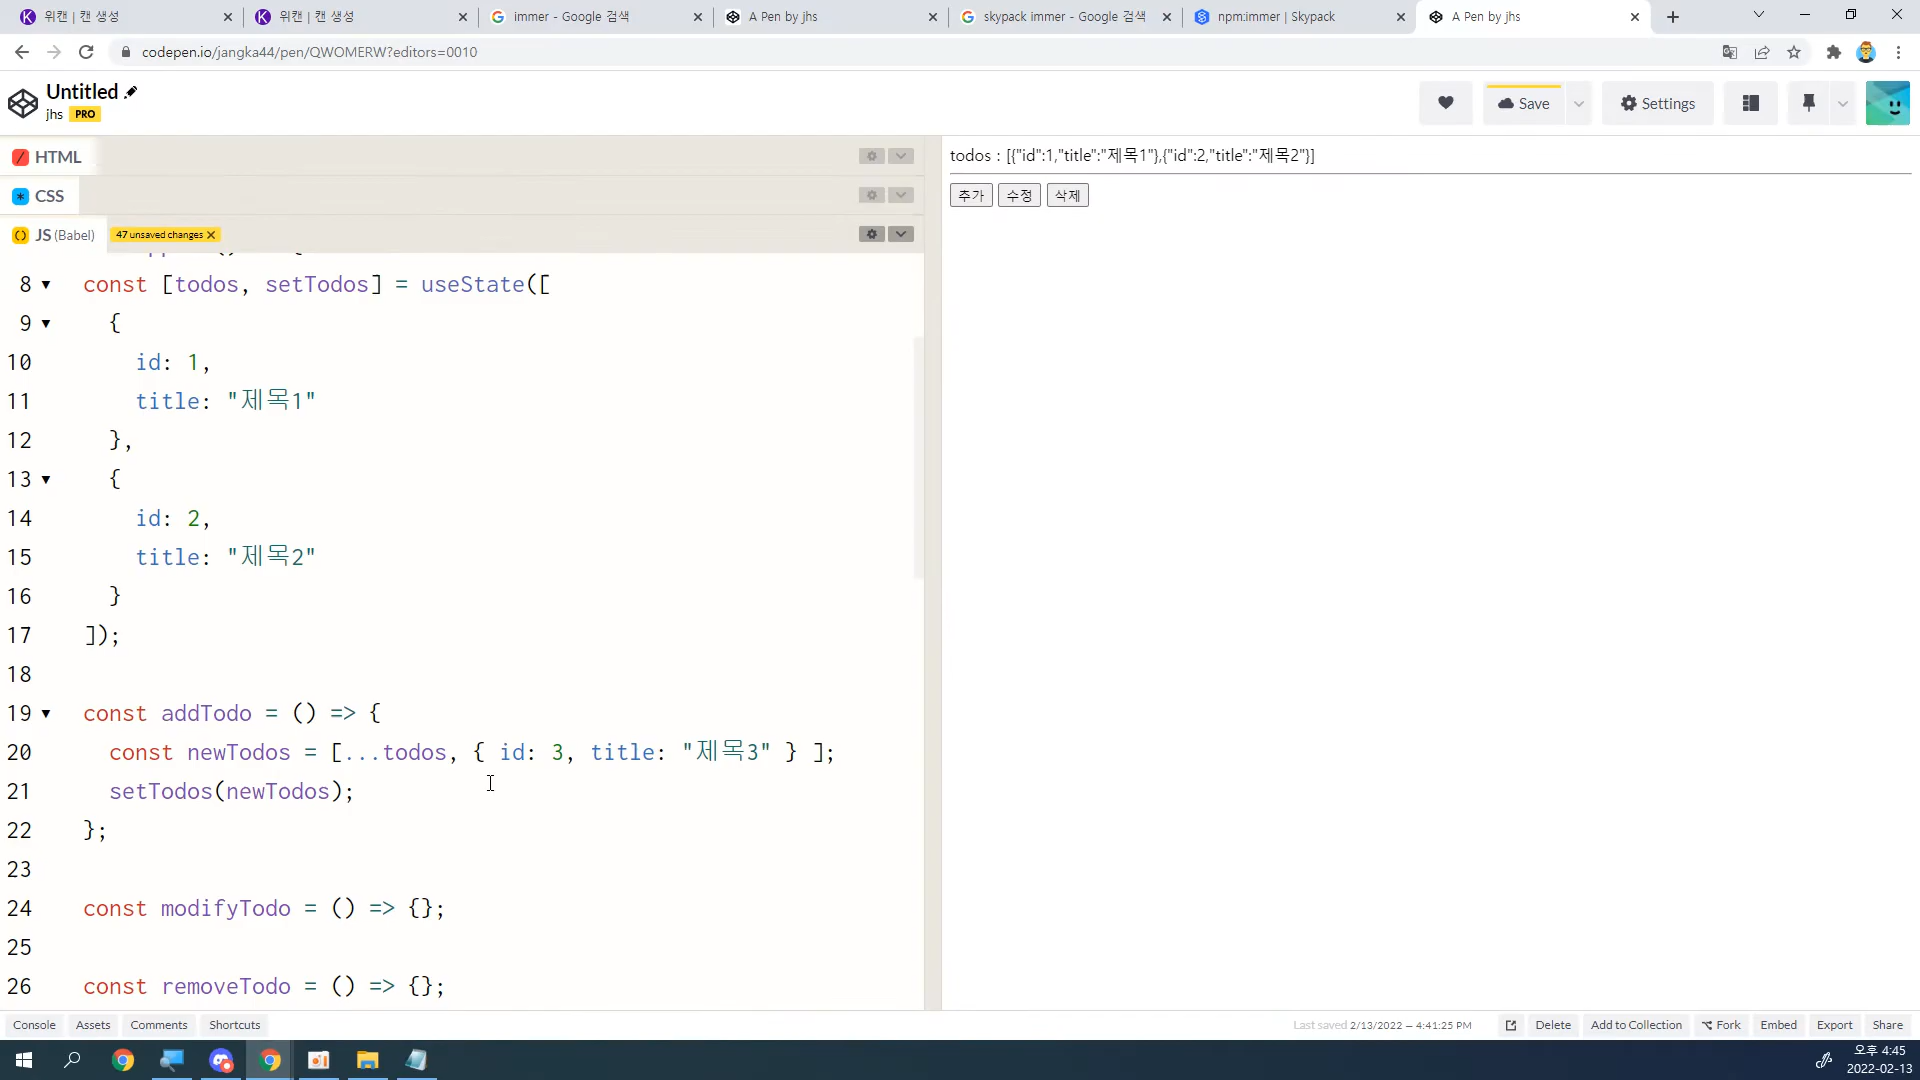 위캔 | 캔 생성
위캔 | 캔 생성
immer - Google 검색
A Pen by jhs
skypack immer - Google 검색
npm:immer | Skypack
A Pen by jhs
codepen.io/jangka44/pen/QWOMERW?editors=0010
Untitled
jhs PRO
Save
Settings
HTML
CSS
JS (Babel) 47 unsaved changes X
todos : [{"id":1,"title":"제목1"},{"id":2,"title":"제목2"}]
추가 수정 삭제
8 const [todos, setTodos] = useState([
9 {
10 id: 1,
11 title: "제목1"
12 },
13 {
14 id: 2,
15 title: "제목2"
16 }
17 ]);
18
19 const addTodo = () => {
20 const newTodos = [...todos, { id: 3, title: "제목3" } ];
21 setTodos(newTodos);
22 };
23
24 const modifyTodo = () => {};
25
26 const removeTodo = () => {};
Console Assets Comments Shortcuts
Last saved 2/13/2022 — 4:41:25 PM
Delete Add to Collection Fork Embed Export Share
오후 4:45
2022-02-13